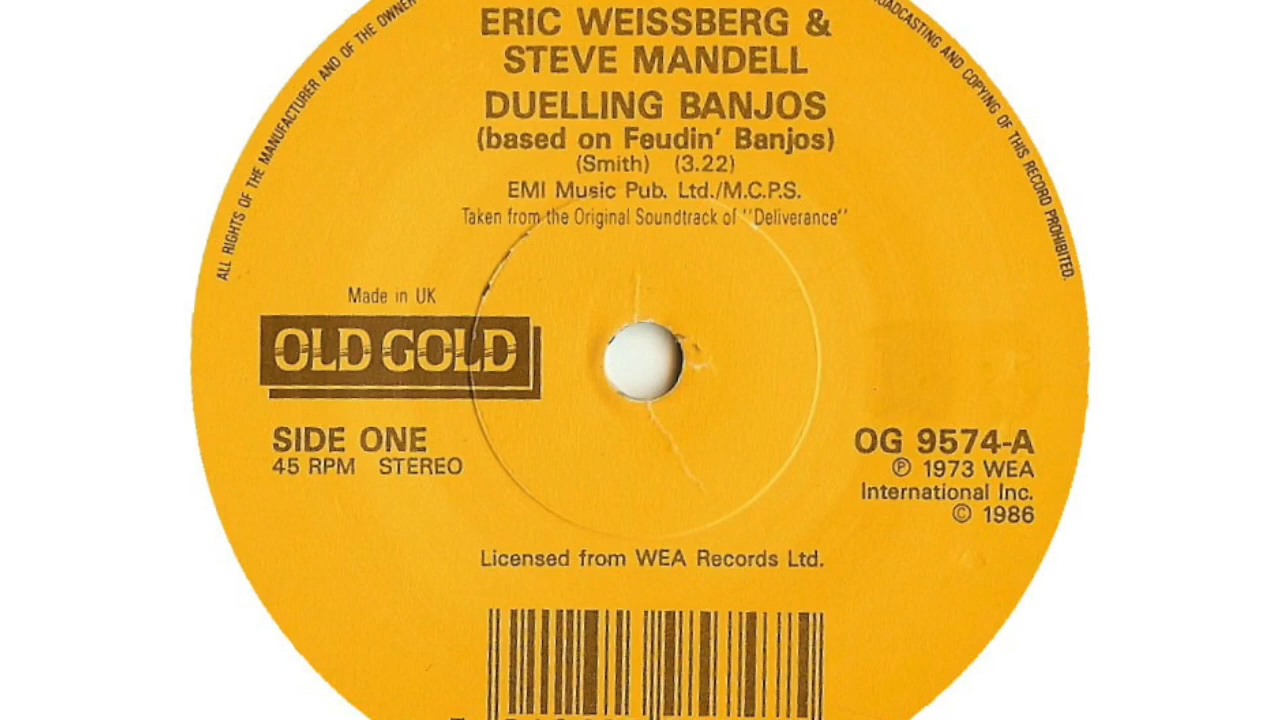 ALL RIGHTS OF THE MANUFACTURER AND OF THE OWNER
BROADCASTING AND COPYING OF THIS RECORD PROHIBITED.
ERIC WEISSBERG &
STEVE MANDELL
DUELLING BANJOS
(based on Feudin' Banjos)
(Smith) (3.22)
EMI Music Pub. Ltd./M.C.P.S.
Taken from the Original Soundtrack of "Deliverance"
Made in UK
OLD GOLD
SIDE ONE
45 RPM STEREO
OG 9574-A
℗ 1973 WEA
International Inc.
© 1986
Licensed from WEA Records Ltd.